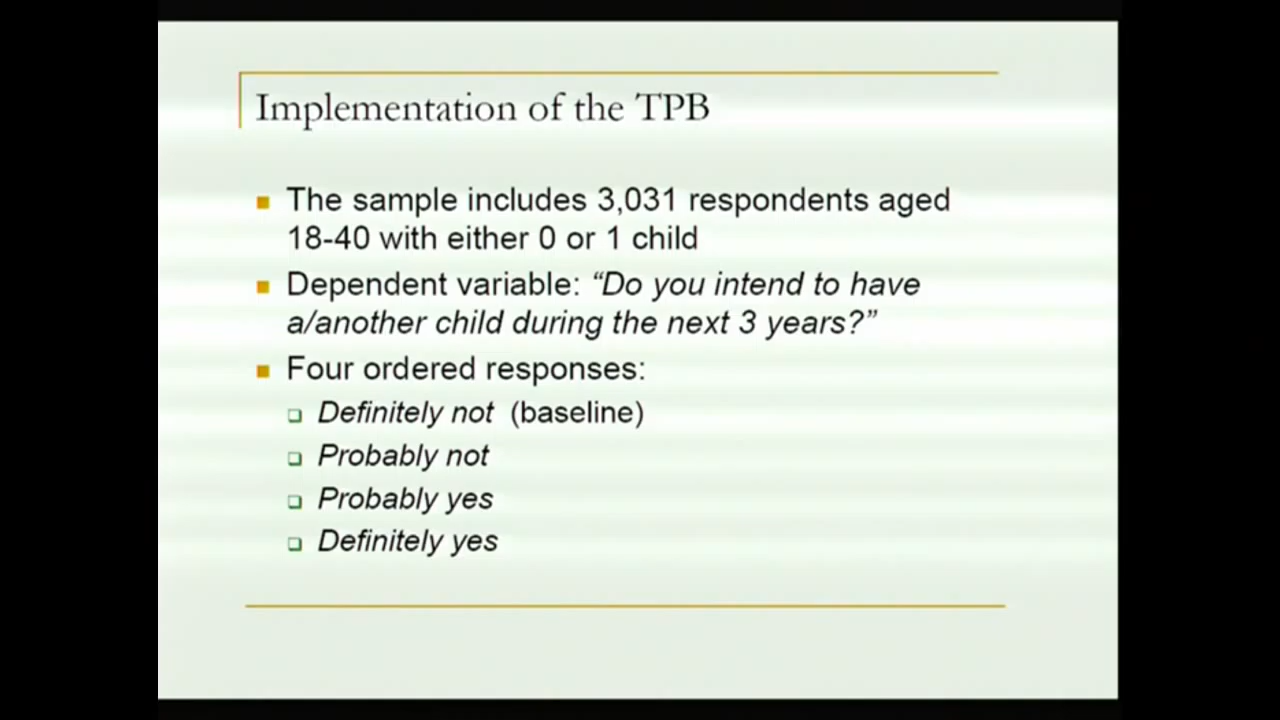 Implementation of the TPB
The sample includes 3,031 respondents aged
18-40 with either 0 or 1 child
Dependent variable: “Do you intend to have
a/another child during the next 3 years?”
Four ordered responses:
Definitely not (baseline)
Probably not
Probably yes
Definitely yes